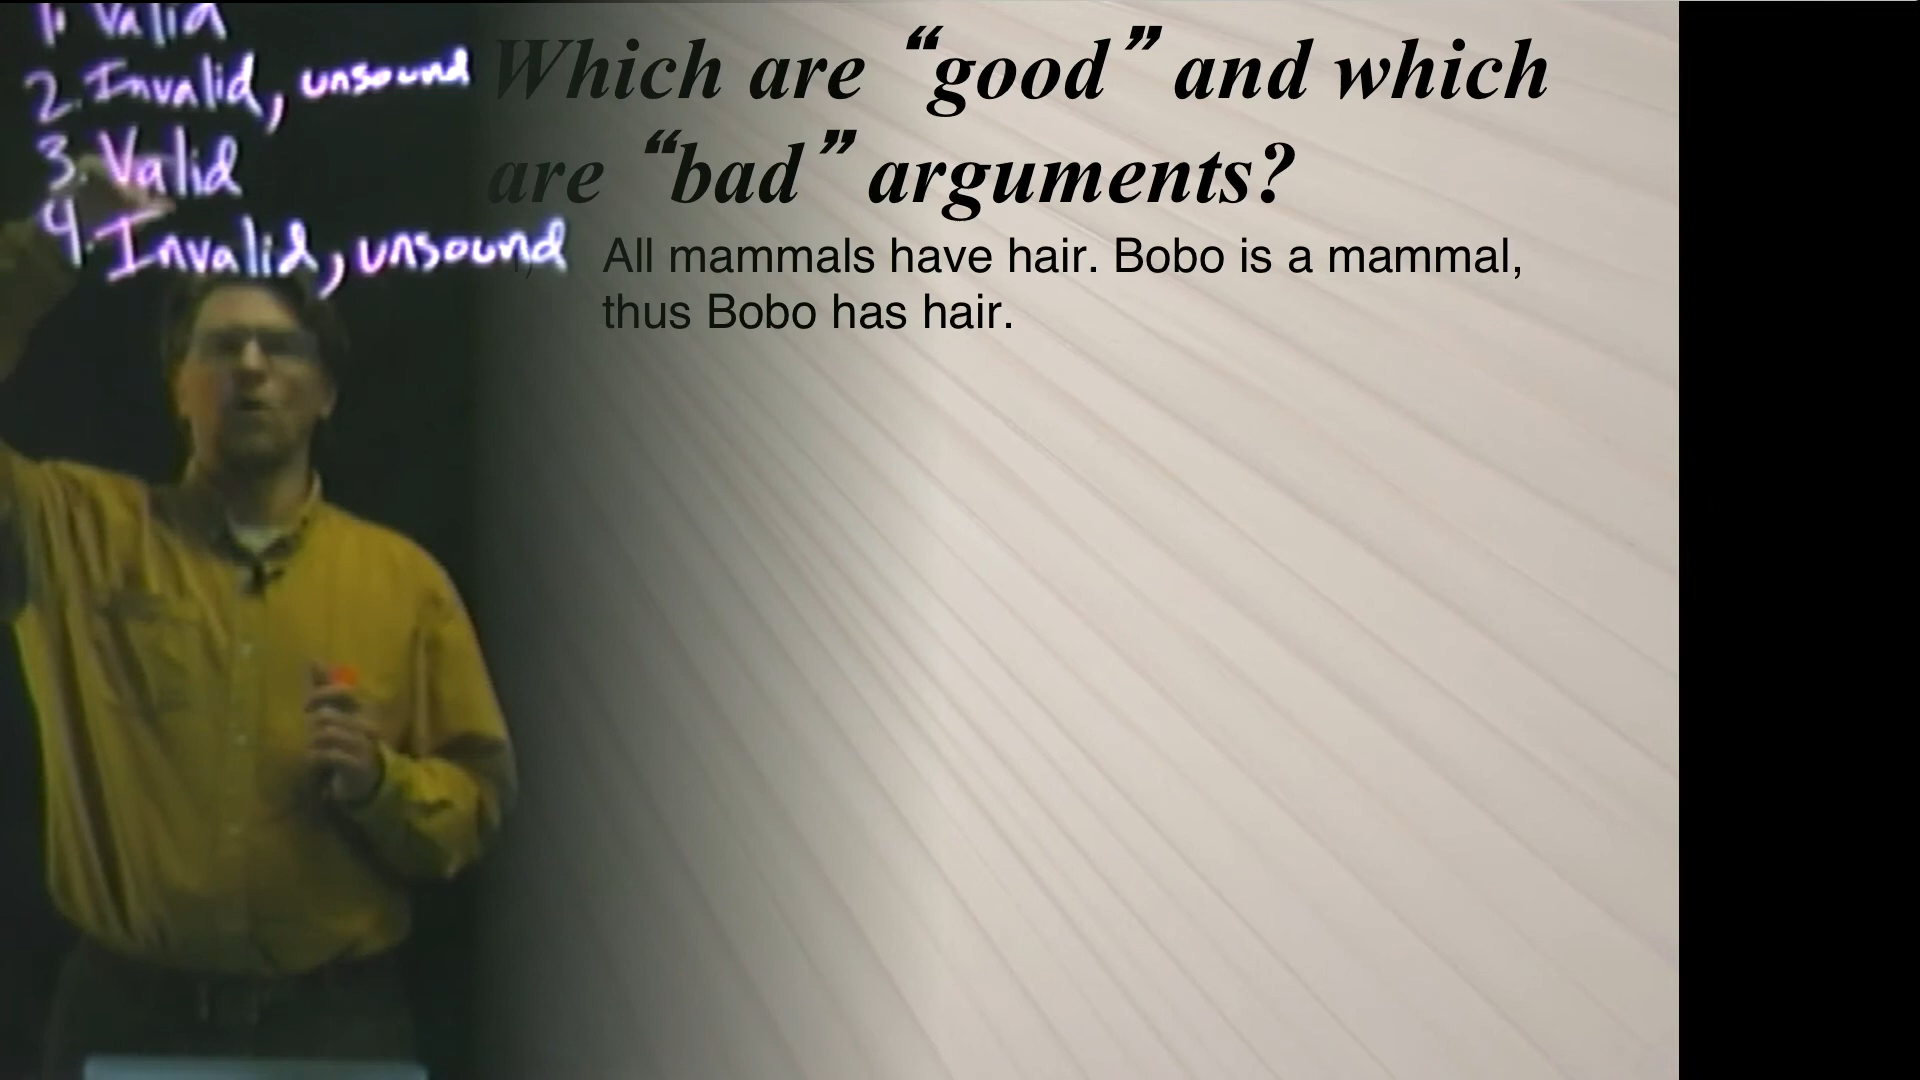 1. Valid
2. Invalid, unsound
3. Valid
4. Invalid, unsound
Which are “good” and which
are “bad” arguments?
All mammals have hair. Bobo is a mammal,
thus Bobo has hair.